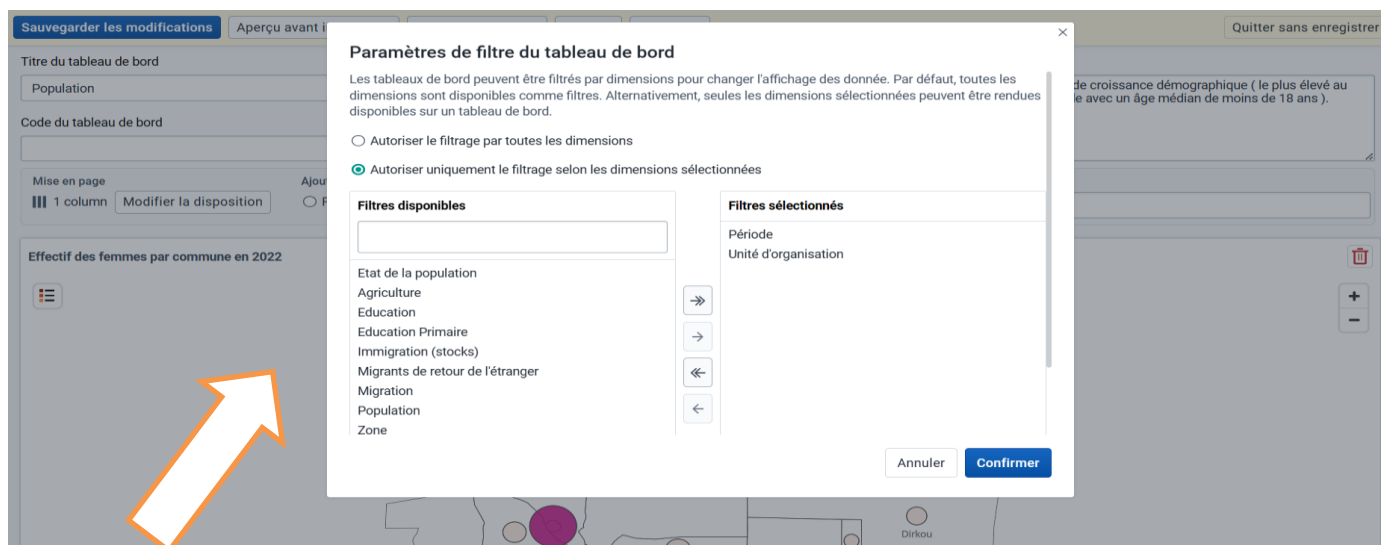 Sauvegarder les modifications
Aperçu avant i
Quitter sans enregistrer
Titre du tableau de bord
Population
de croissance démographique ( le plus élevé au
avec un âge médian de moins de 18 ans ).
Code du tableau de bord
Mise en page
1 column
Modifier la disposition
Ajou
Effectif des femmes par commune en 2022
Paramètres de filtre du tableau de bord
Les tableaux de bord peuvent être filtrés par dimensions pour changer l'affichage des donnée. Par défaut, toutes les
dimensions sont disponibles comme filtres. Alternativement, seules les dimensions sélectionnées peuvent être rendues
disponibles sur un tableau de bord.
Autoriser le filtrage par toutes les dimensions
Autoriser uniquement le filtrage selon les dimensions sélectionnées
Filtres disponibles
Etat de la population
Agriculture
Education
Education Primaire
Immigration (stocks)
Migrants de retour de l'étranger
Migration
Population
Zone
Filtres sélectionnés
Période
Unité d'organisation
Annuler
Confirmer
Dirkou